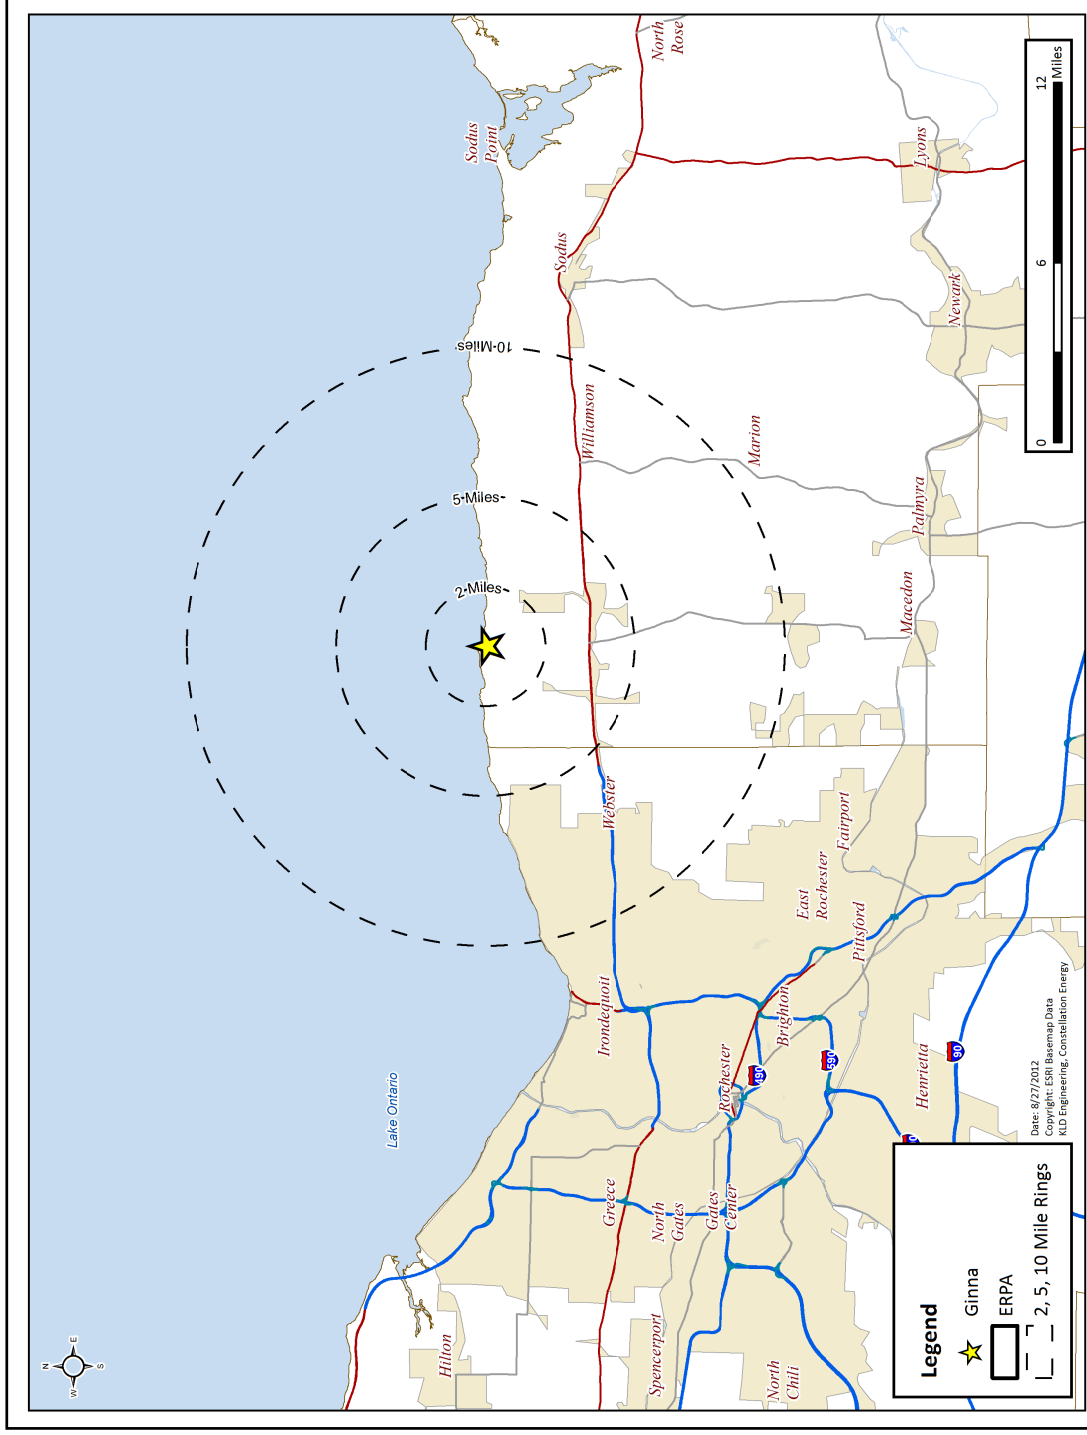 N
W
E
S
Lake Ontario
10 Miles
5 Miles
2 Miles
Sodus
Point
North
Rose
Sodus
Williamson
Marion
Lyons
Newark
Palmyra
Macedon
Webster
Fairport
East
Rochester
Pittsford
Irondequoit
Brighton
Rochester
Henrietta
490
590
90
Greece
North
Gates
Gates
Center
Hilton
Spencerport
North
Chili
Legend
Ginna
ERPA
2, 5, 10 Mile Rings
Date: 8/27/2012
Copyright: ESRI Basemap Data
KLD Engineering, Constellation Energy
0
6
12
Miles